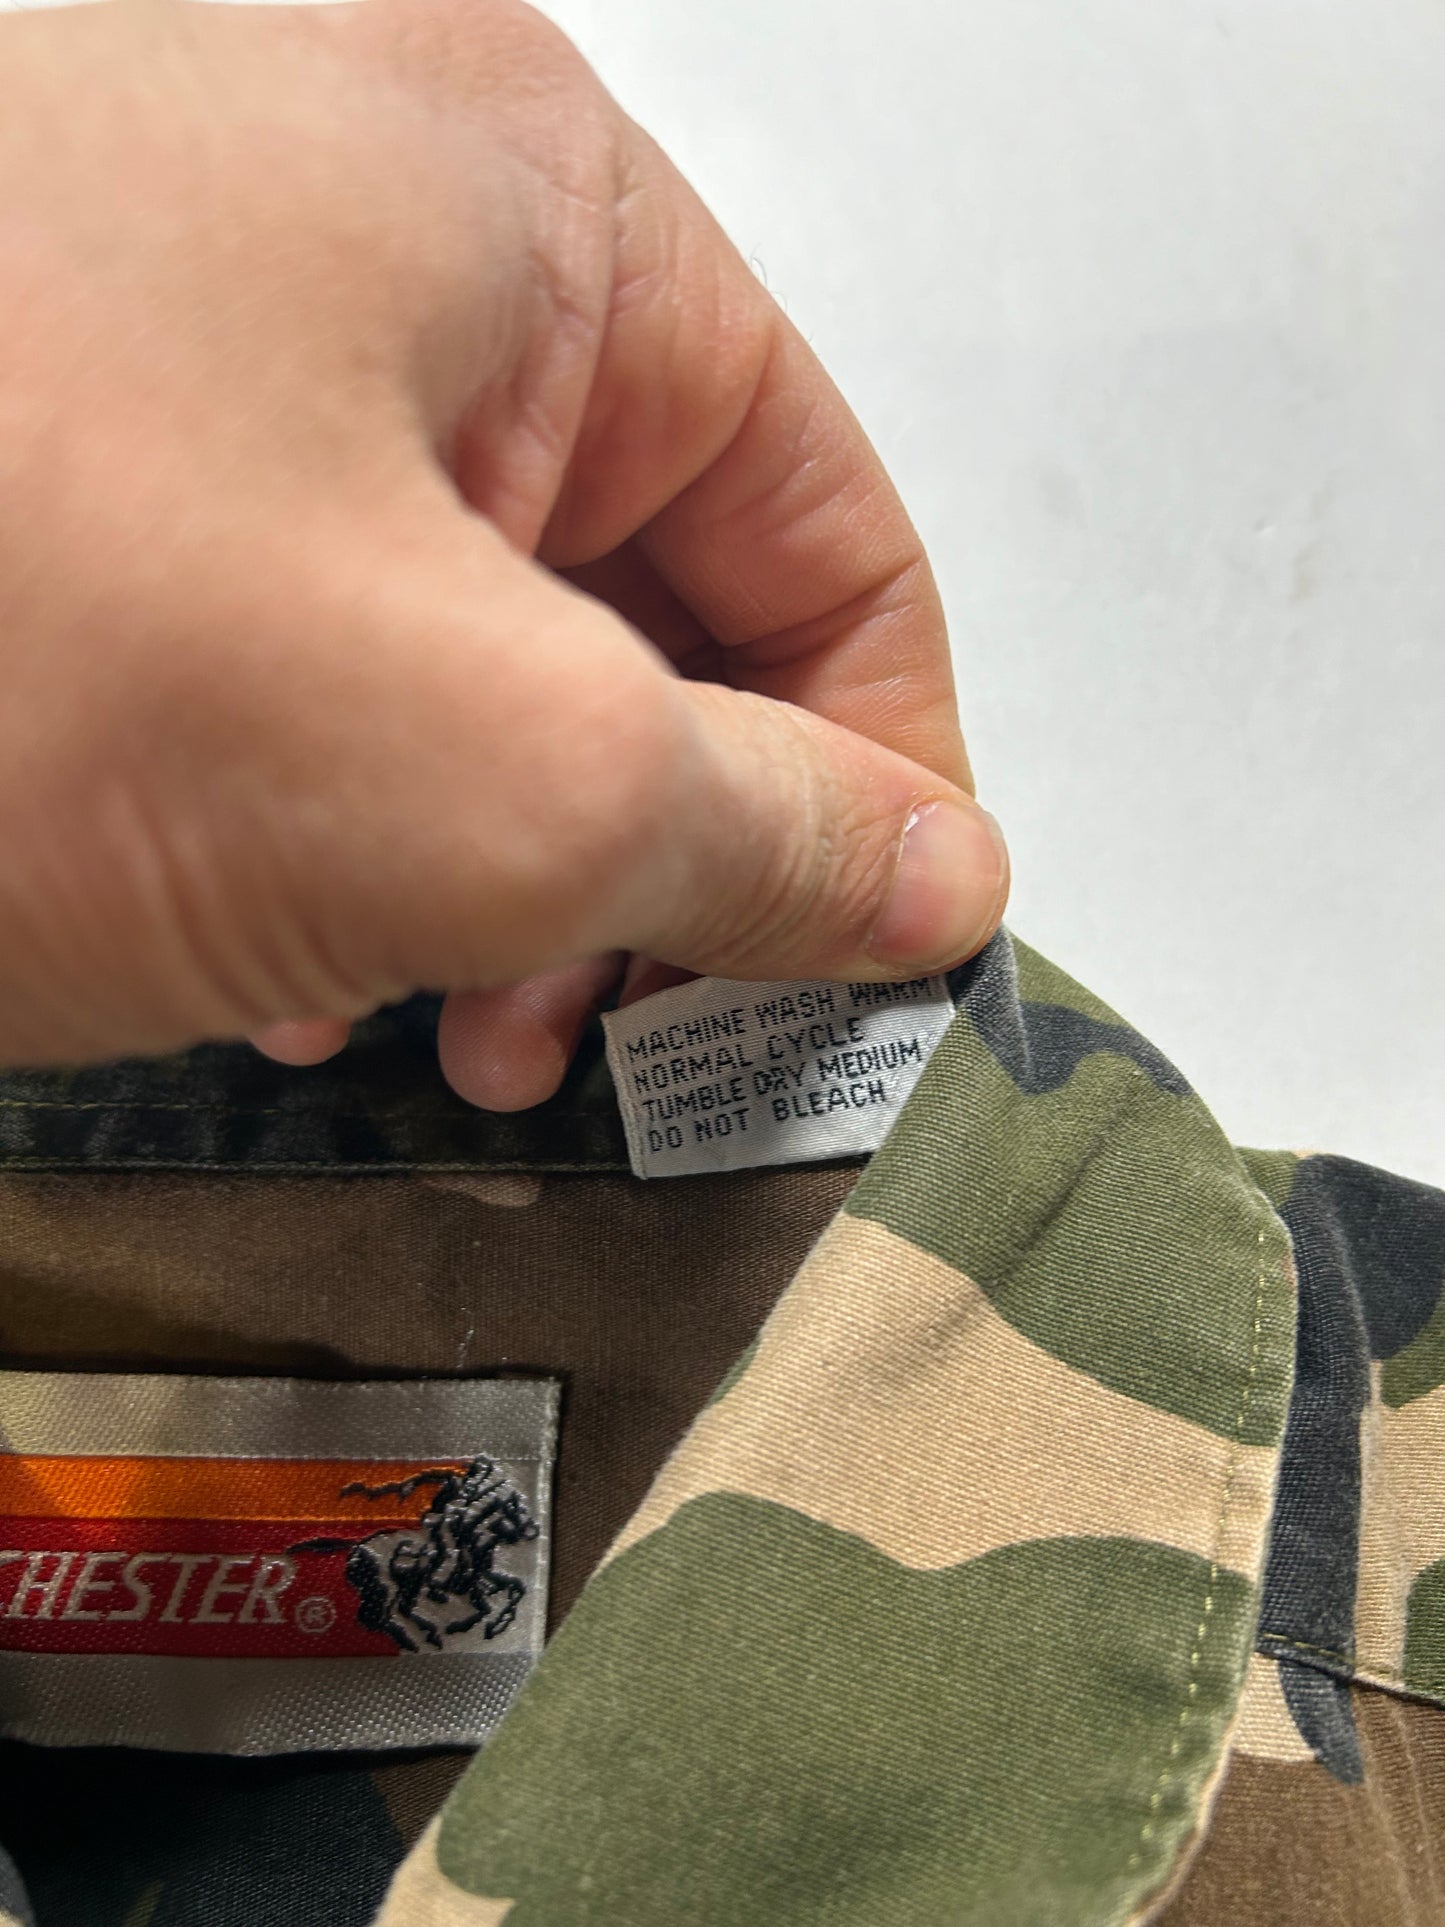 MACHINE WASH WARM
NORMAL CYCLE
TUMBLE DRY MEDIUM
DO NOT BLEACH
CHESTER®